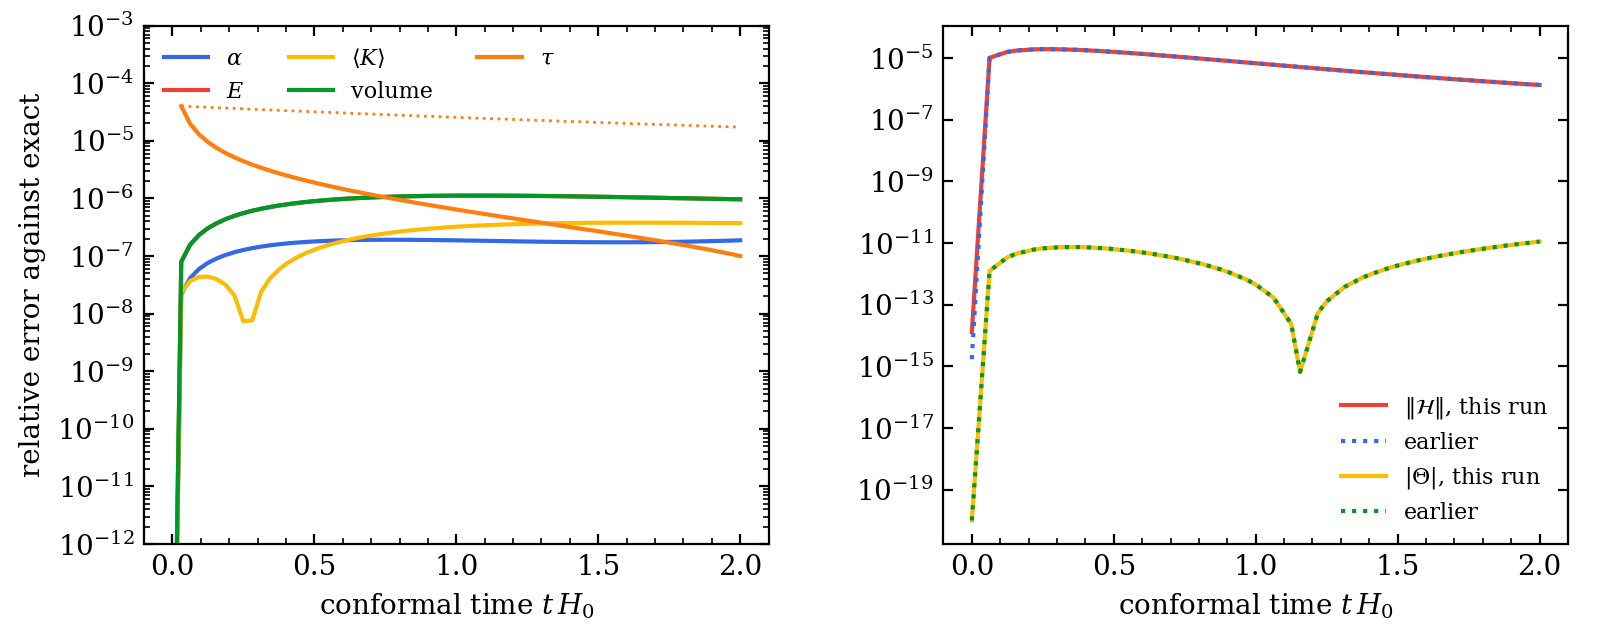 10⁻³
10⁻⁴
10⁻⁵
10⁻⁶
10⁻⁷
10⁻⁸
10⁻⁹
10⁻¹⁰
10⁻¹¹
10⁻¹²
relative error against exact
α
E
⟨K⟩
volume
τ
0.0 0.5 1.0 1.5 2.0
conformal time t H₀
10⁻⁵
10⁻⁷
10⁻⁹
10⁻¹¹
10⁻¹³
10⁻¹⁵
10⁻¹⁷
10⁻¹⁹
‖ℋ‖, this run
earlier
|Θ|, this run
earlier
0.0 0.5 1.0 1.5 2.0
conformal time t H₀